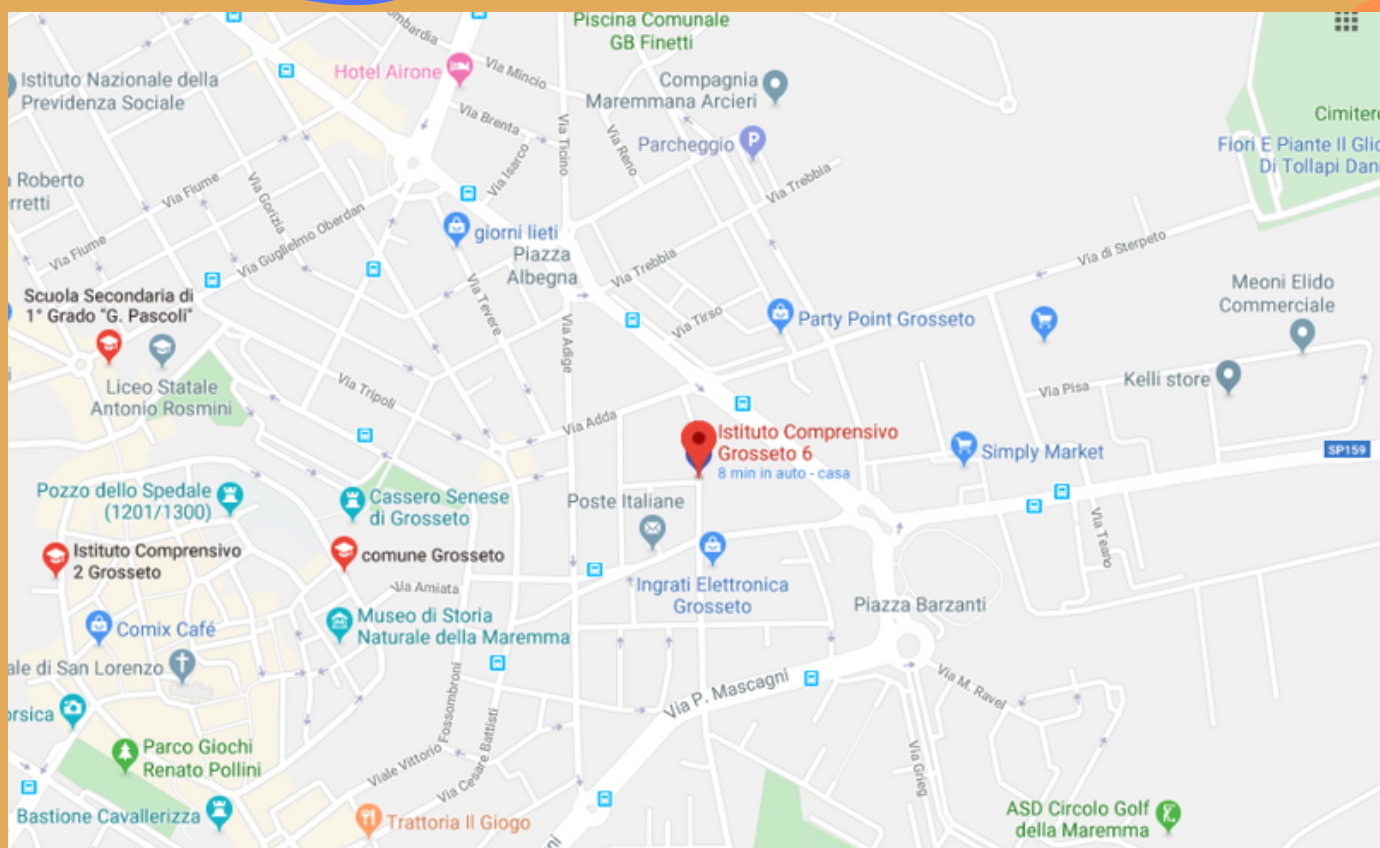 Piscina Comunale
GB Finetti
Via Mincio
Hotel Airone
Istituto Nazionale della
Previdenza Sociale
Compagnia
Maremmana Arcieri
Via Brenta
Via Ticino
Via Reno
Parcheggio
Via Isarco
Via Trebbia
Via Fiume
Via Gorizia
Via Guglielmo Oberdan
Via Fiume
giorni lieti
Piazza
Albegna
Via Trebbia
Via Tevere
Via Tirso
Via Adige
Party Point Grosseto
Via di Sterpeto
Meoni Elido
Commerciale
Scuola Secondaria di
1° Grado "G. Pascoli"
Liceo Statale
Antonio Rosmini
Via Tripoli
Via Adda
Via Pisa
Kelli store
Istituto Comprensivo
Grosseto 6
8 min in auto - casa
Simply Market
SP159
Pozzo dello Spedale
(1201/1300)
Cassero Senese
di Grosseto
Poste Italiane
Via Teano
Istituto Comprensivo
2 Grosseto
comune Grosseto
Via Amiata
Ingrati Elettronica
Grosseto
Piazza Barzanti
Comix Café
Museo di Storia
Naturale della Maremma
ale di San Lorenzo
Via P. Mascagni
Via M. Ravel
orsica
Parco Giochi
Renato Pollini
Viale Vittorio Fossombroni
Via Cesare Battisti
Via Grieg
Bastione Cavallerizza
Trattoria Il Giogo
ASD Circolo Golf
della Maremma
Cimitero
Fiori E Piante Il Glic
Di Tollapi Dani
a Roberto
erretti
ombardia
ni